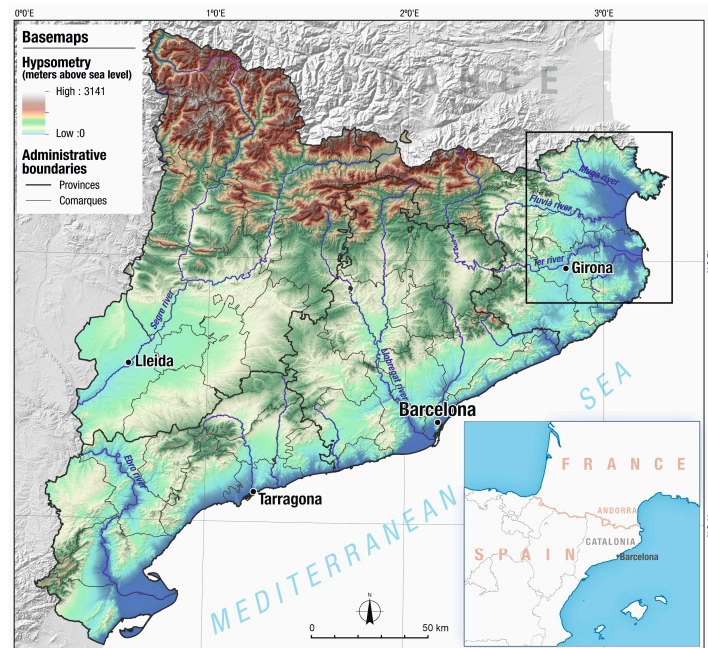 0°0'E
1°0'E
2°0'E
3°0'E
Basemaps
Hypsometry
(meters above sea level)
High : 3141
Low :0
Administrative
boundaries
Provinces
Comarques
FRANCE
Muga river
Fluvia river
Ter river
Girona
Segre river
Lleida
Llobregat river
Barcelona
Ebro river
Tarragona
MEDITERRANEAN
SEA
N
0
50 km
FRANCE
ANDORRA
CATALONIA
SPAIN
Barcelona